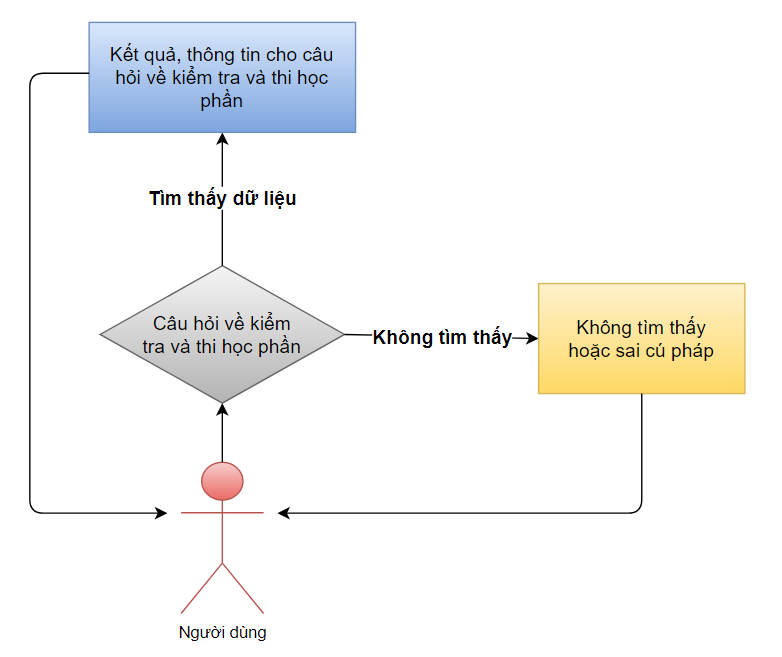 Kết quả, thông tin cho câu
hỏi về kiểm tra và thi học
phần
Tìm thấy dữ liệu
Câu hỏi về kiểm
tra và thi học phần
Không tìm thấy
Không tìm thấy
hoặc sai cú pháp
Người dùng